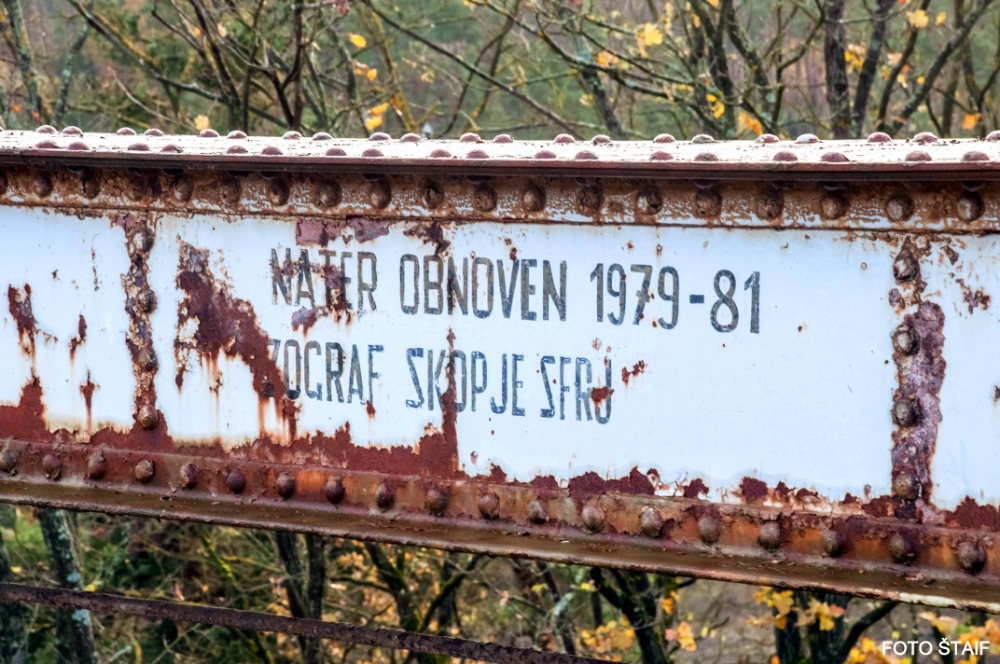 NATER OBNOVEN 1979-81
ZOGRAF SKOPJE SFRJ
FOTO ŠTAIF